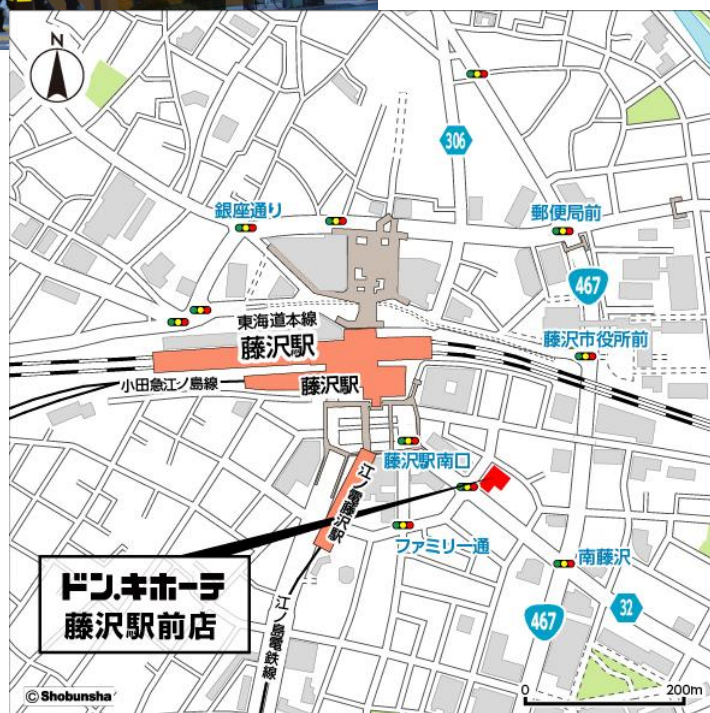 N
306
銀座通り
郵便局前
467
東海道本線
藤沢駅
藤沢市役所前
小田急江ノ島線
藤沢駅
藤沢駅南口
江ノ電藤沢駅
ファミリー通
南藤沢
ドン.キホーテ
藤沢駅前店
32
467
江ノ島電鉄線
© Shobunsha
0
200m